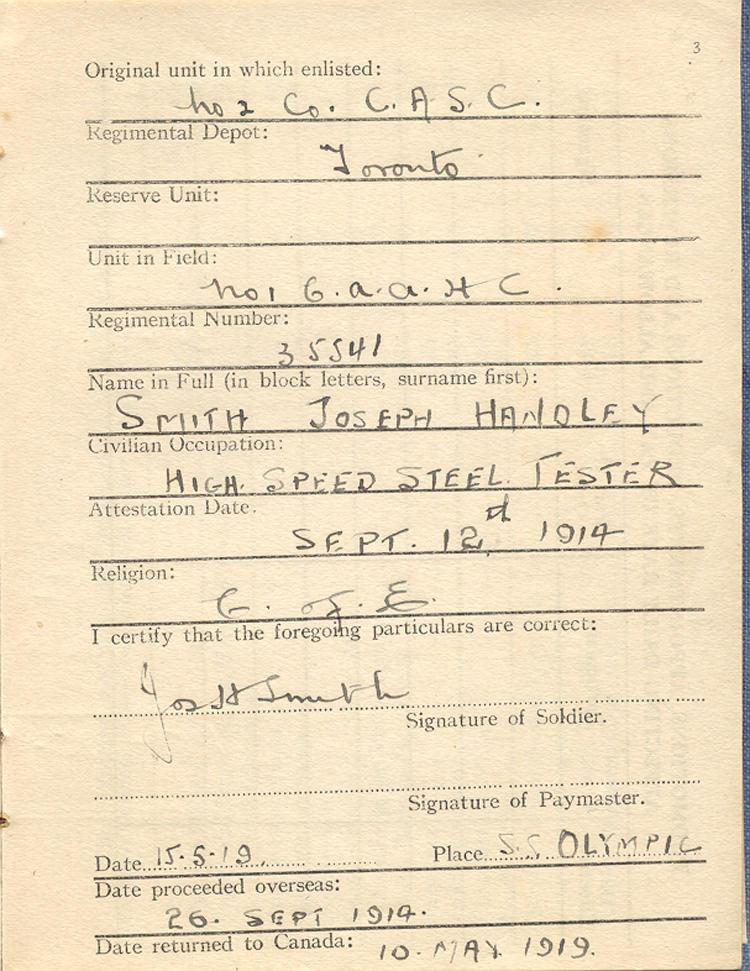 3
Original unit in which enlisted:
No 2 Co. C.A.S.C.
Regimental Depot:
Toronto
Reserve Unit:
Unit in Field:
No 1 C.a.a.H C.
Regimental Number:
35541
Name in Full (in block letters, surname first):
SMITH JOSEPH HANDLEY
Civilian Occupation:
HIGH. SPEED STEEL. TESTER
Attestation Date.
SEPT. 12d 1914
Religion:
C. of E.
I certify that the foregoing particulars are correct:
Jos H Smith
Signature of Soldier.
Signature of Paymaster.
Date 15.5.19. Place S.S. OLYMPIC
Date proceeded overseas:
26. SEPT 1914.
Date returned to Canada: 10. MAY. 1919.